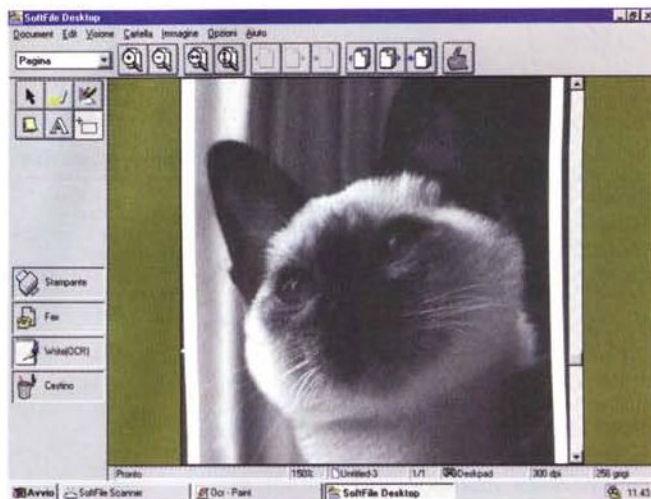 SoftFile Desktop
Document Edit Visione Cartella Immagine Opzioni Aiuto
Pagina
Stampante
Fax
Write(OCR)
Cestino
Pronto 150% Untitled-3 1/1 Deskpad 300 dpi 256 grigi
Avvio SoftFile Scanner Ocr - Paint SoftFile Desktop 11.43